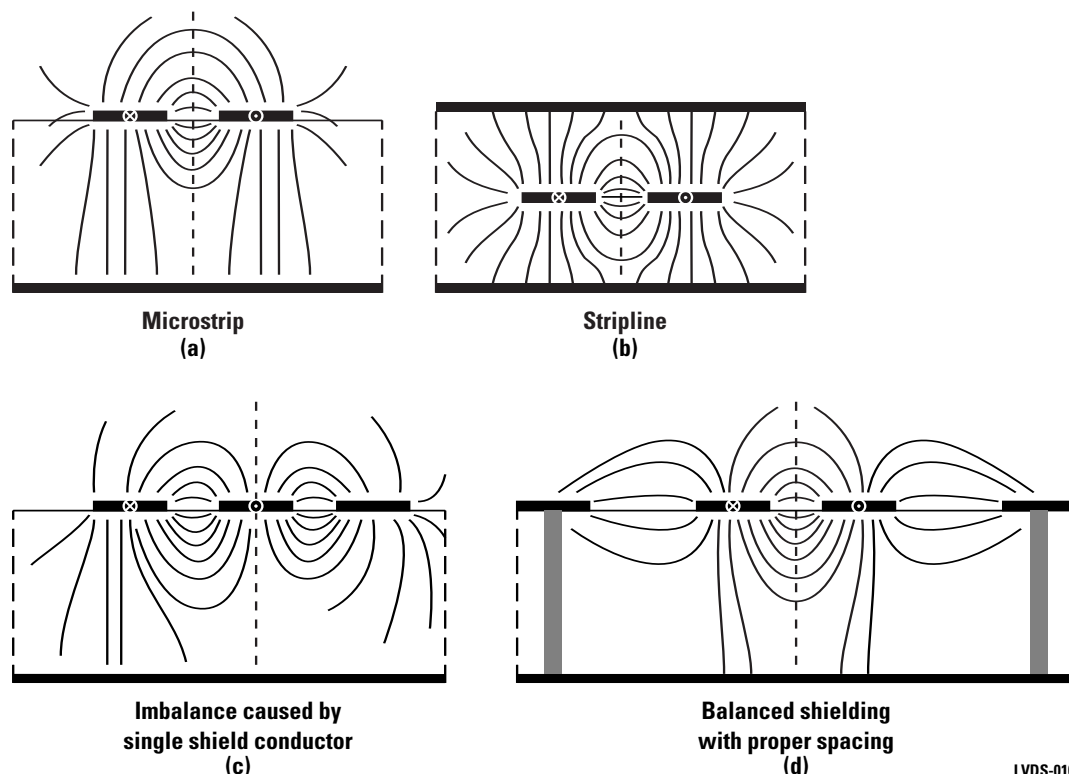 Microstrip
(a)
Stripline
(b)
Imbalance caused by
single shield conductor
(c)
Balanced shielding
with proper spacing
(d)